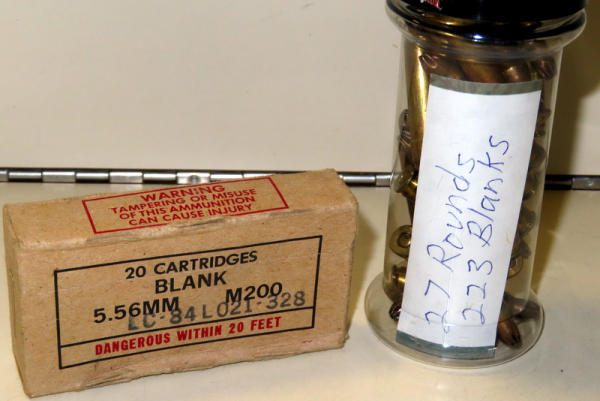 WARNING
TAMPERING OR MISUSE
OF THIS AMMUNITION
CAN CAUSE INJURY
20 CARTRIDGES
BLANK
5.56MM M200
LC-84L021-328
DANGEROUS WITHIN 20 FEET
27 Rounds
223 Blanks